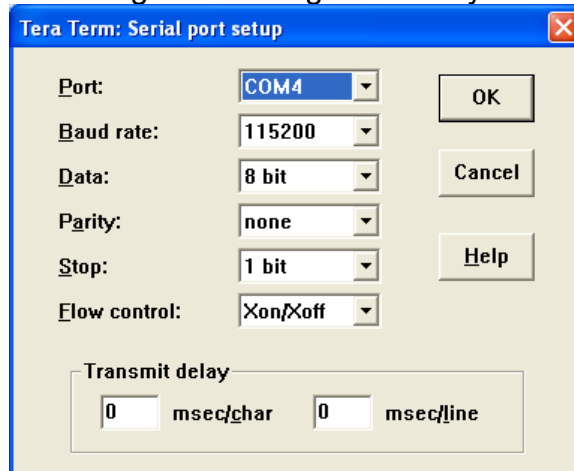 Tera Term: Serial port setup
Port: COM4
OK
Baud rate: 115200
Data: 8 bit
Cancel
Parity: none
Stop: 1 bit
Help
Flow control: Xon/Xoff
Transmit delay
0 msec/char 0 msec/line